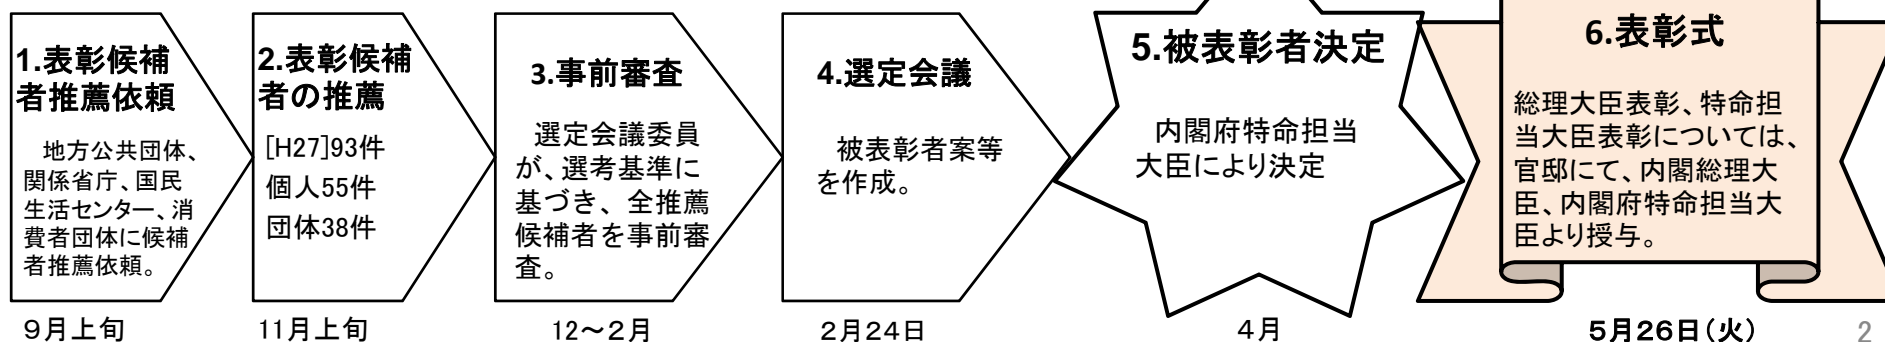 1.表彰候補
者推薦依頼
地方公共団体、
関係省庁、国民
生活センター、消
費者団体に候補
者推薦依頼。
9月上旬
2.表彰候補
者の推薦
[H27]93件
個人55件
団体38件
11月上旬
3.事前審査
選定会議委員
が、選考基準に
基づき、全推薦
候補者を事前審
査。
12～2月
4.選定会議
被表彰者案等
を作成。
2月24日
5.被表彰者決定
内閣府特命担当
大臣により決定
4月
6.表彰式
総理大臣表彰、特命担
当大臣表彰については、
官邸にて、内閣総理大
臣、内閣府特命担当大
臣より授与。
5月26日(火)
2